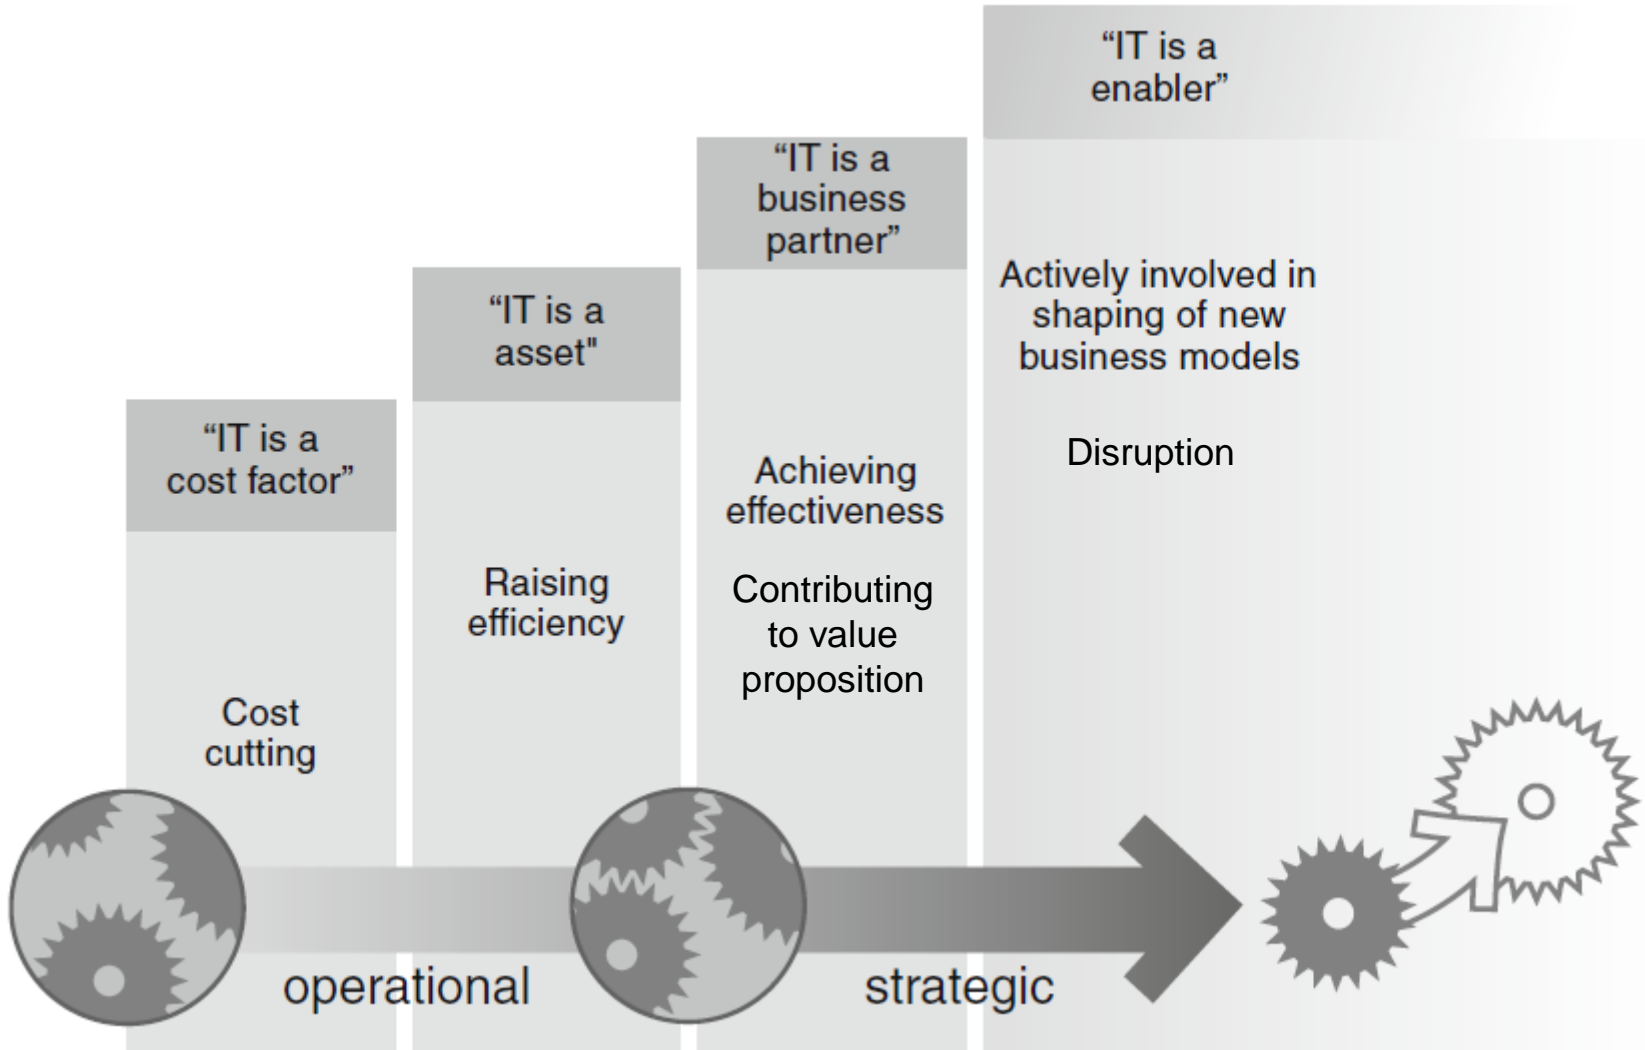 “IT is a
cost factor”
Cost
cutting
“IT is a
asset"
Raising
efficiency
“IT is a
business
partner”
Achieving
effectiveness
Contributing
to value
proposition
“IT is a
enabler”
Actively involved in
shaping of new
business models
Disruption
operational
strategic